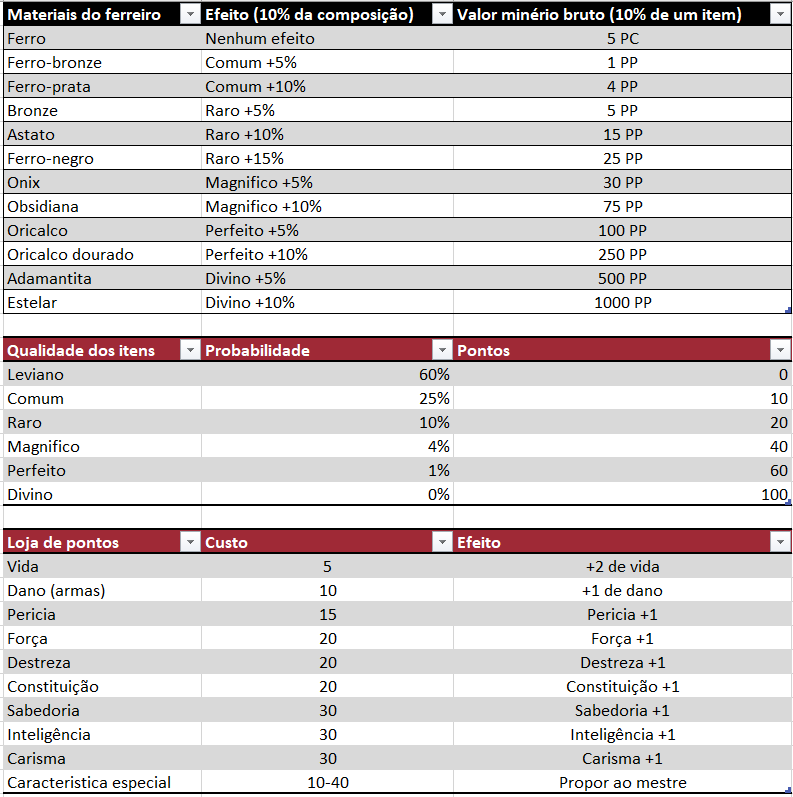 Materiais do ferreiro Efeito (10% da composição) Valor minério bruto (10% de um item)
Ferro Nenhum efeito 5 PC
Ferro-bronze Comum +5% 1 PP
Ferro-prata Comum +10% 4 PP
Bronze Raro +5% 5 PP
Astato Raro +10% 15 PP
Ferro-negro Raro +15% 25 PP
Onix Magnifico +5% 30 PP
Obsidiana Magnifico +10% 75 PP
Oricalco Perfeito +5% 100 PP
Oricalco dourado Perfeito +10% 250 PP
Adamantita Divino +5% 500 PP
Estelar Divino +10% 1000 PP
Qualidade dos itens Probabilidade Pontos
Leviano 60% 0
Comum 25% 10
Raro 10% 20
Magnifico 4% 40
Perfeito 1% 60
Divino 0% 100
Loja de pontos Custo Efeito
Vida 5 +2 de vida
Dano (armas) 10 +1 de dano
Pericia 15 Pericia +1
Força 20 Força +1
Destreza 20 Destreza +1
Constituição 20 Constituição +1
Sabedoria 30 Sabedoria +1
Inteligência 30 Inteligência +1
Carisma 30 Carisma +1
Caracteristica especial 10-40 Propor ao mestre